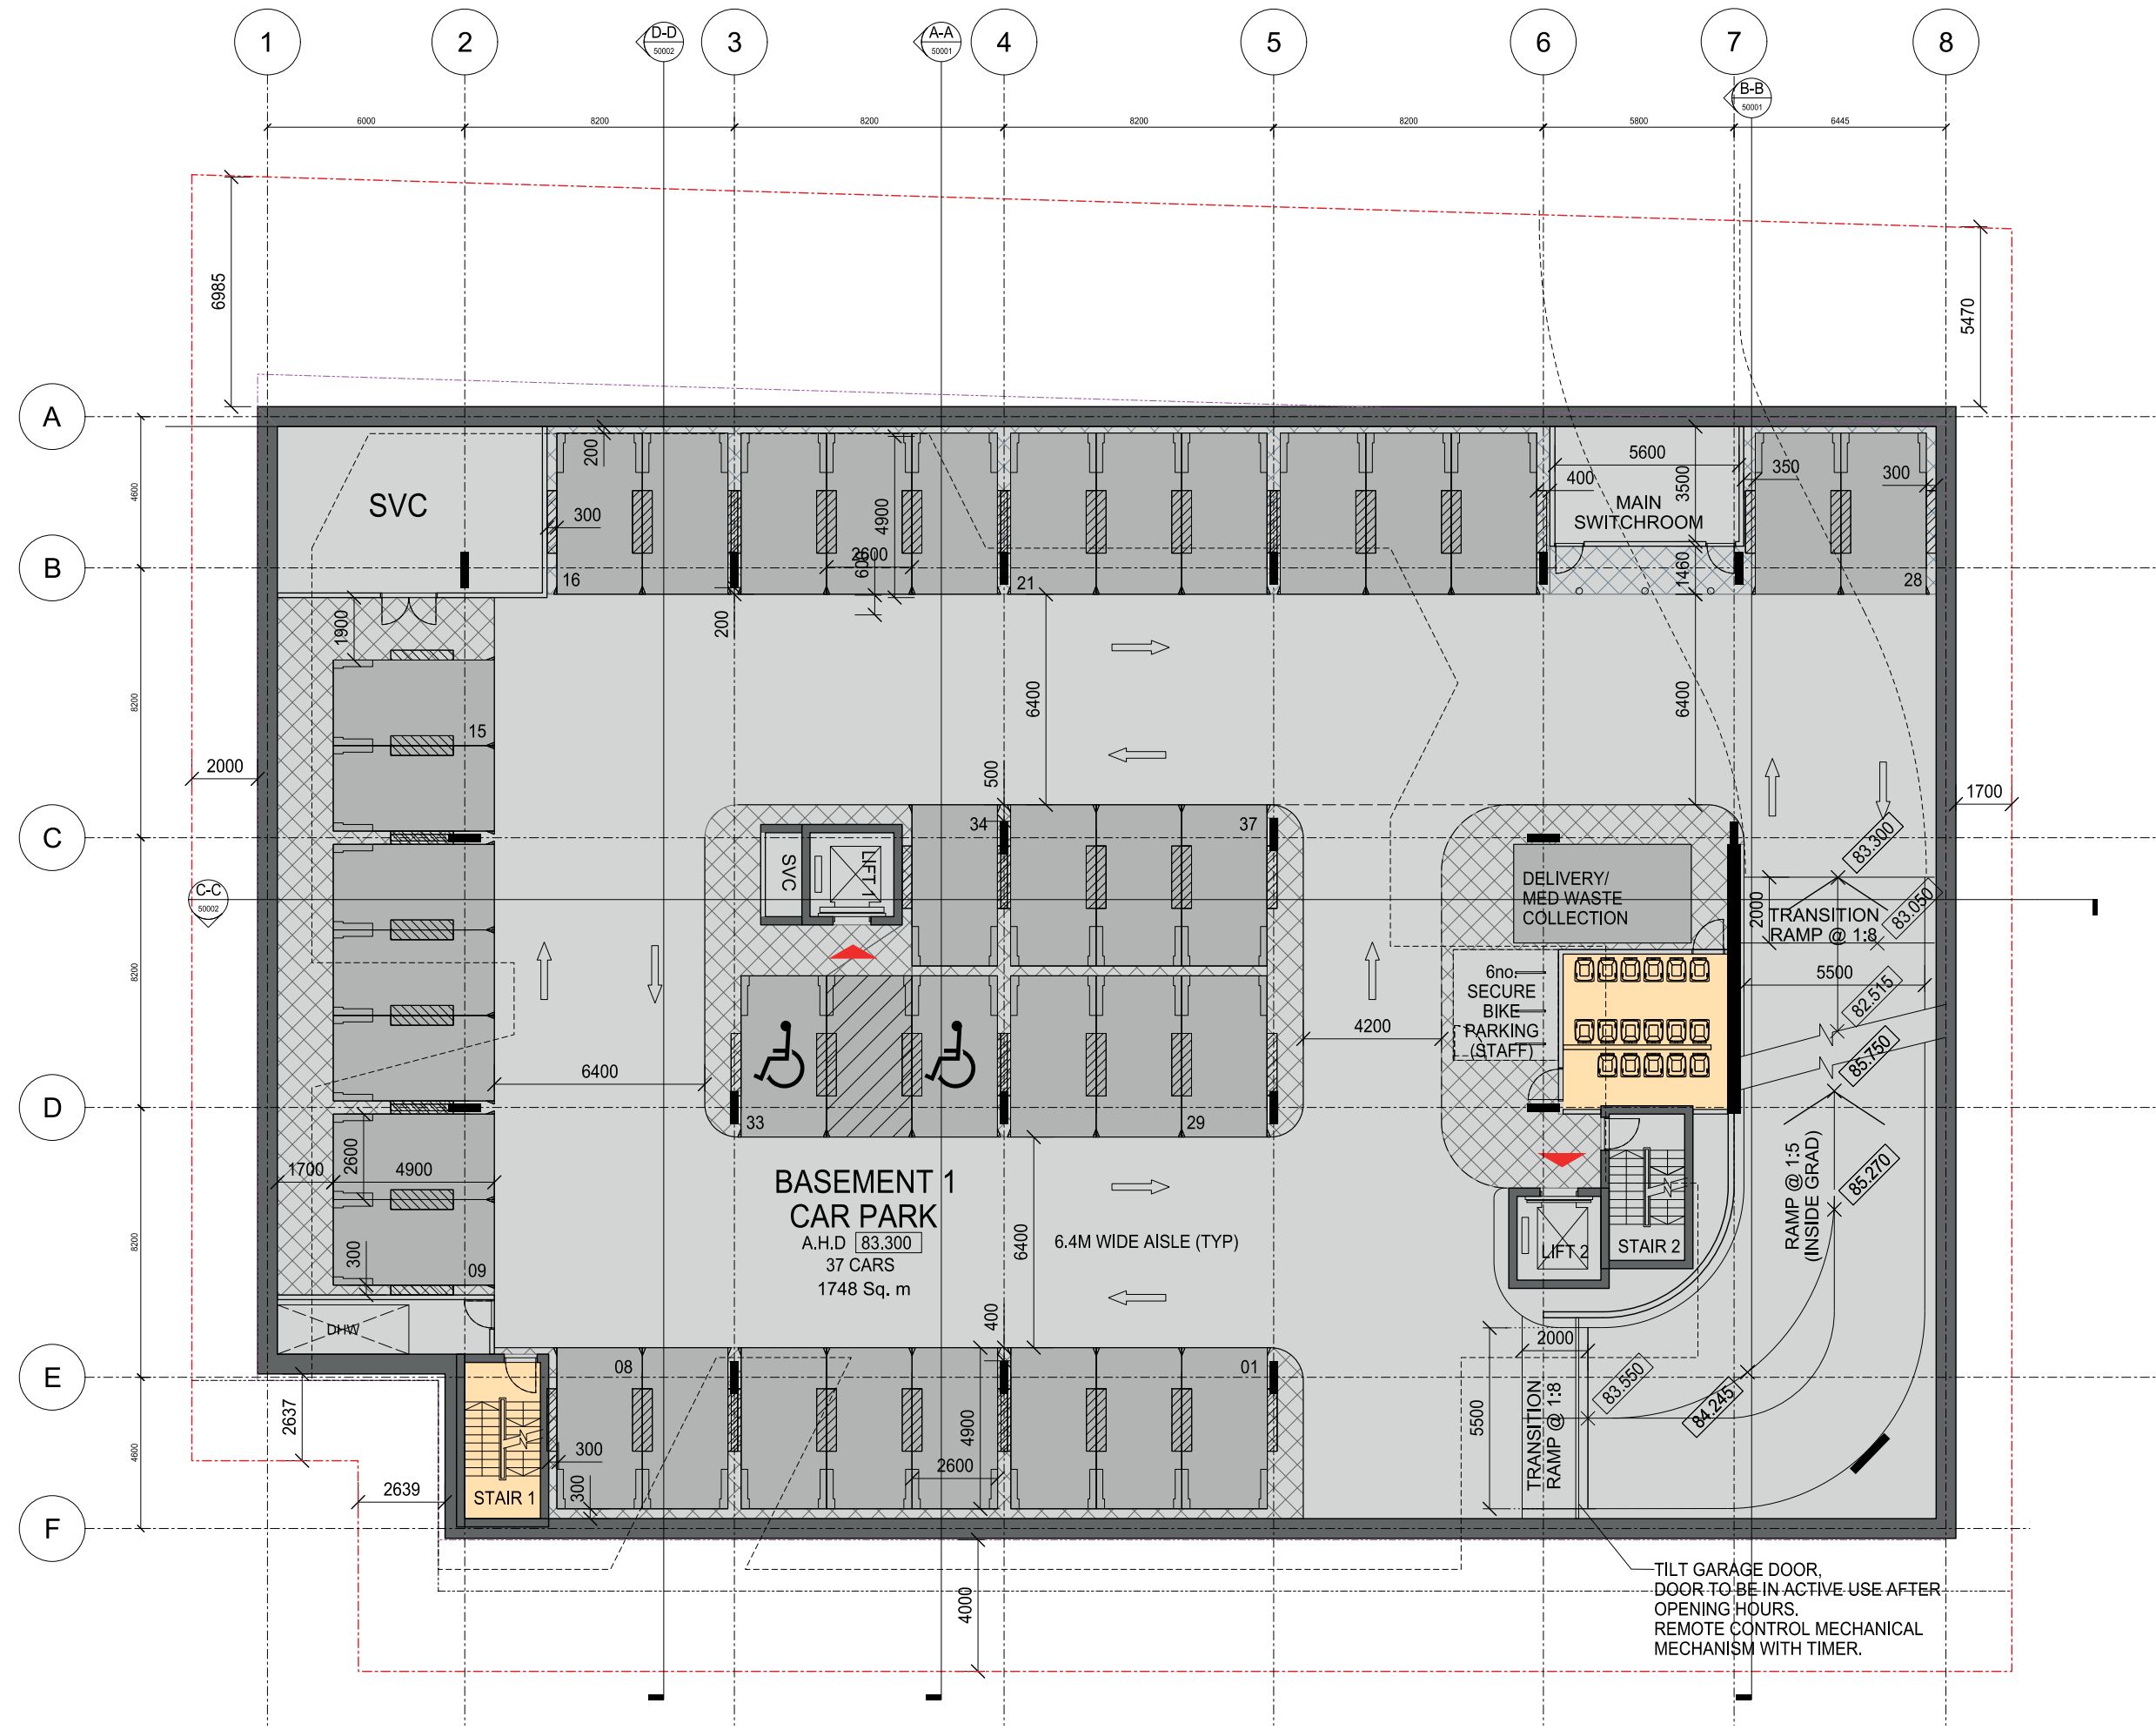 1
2
D-D
50002
3
A-A
50001
4
5
6
7
8
B-B
50001
6000
8200
8200
8200
8200
5800
6445
6985
5470
A
B
C
D
E
F
4600
8200
8200
8200
4600
SVC
200
300
16
4900
2600
600
200
21
400
5600
3500
MAIN
SWITCHROOM
1460
350
300
28
1900
15
6400
6400
2000
1700
500
34
37
SVC
LIFT 1
C-C
50002
DELIVERY/
MED WASTE
COLLECTION
83.300
83.050
2000
TRANSITION
RAMP @ 1:8
5500
82.515
85.750
6no.
SECURE
BIKE
PARKING
(STAFF)
4200
6400
33
29
1700
4900
2600
300
09
BASEMENT 1
CAR PARK
A.H.D 83.300
37 CARS
1748 Sq. m
6400
6.4M WIDE AISLE (TYP)
400
LIFT 2
STAIR 2
RAMP @ 1:5
(INSIDE GRAD)
85.270
DHW
2000
83.550
84.245
5500
TRANSITION
RAMP @ 1:8
08
01
2637
2639
STAIR 1
300
300
4900
2600
4000
TILT GARAGE DOOR,
DOOR TO BE IN ACTIVE USE AFTER
OPENING HOURS.
REMOTE CONTROL MECHANICAL
MECHANISM WITH TIMER.